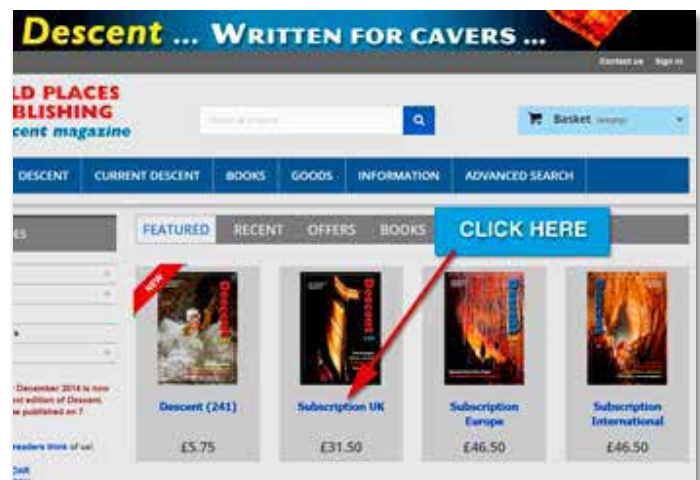 Descent ... WRITTEN FOR CAVERS ...
Contact us Sign in
LD PLACES
BLISHING
cent magazine
Basket
DESCENT CURRENT DESCENT BOOKS GOODS INFORMATION ADVANCED SEARCH
FEATURED RECENT OFFERS BOOKS CLICK HERE
NEW
Descent
Descent
Descent (241) Subscription UK Subscription Subscription
Europe International
£5.75 £31.50 £46.50 £46.50
December 2014 is now
edition of Descent,
published on 7
readers think of us!